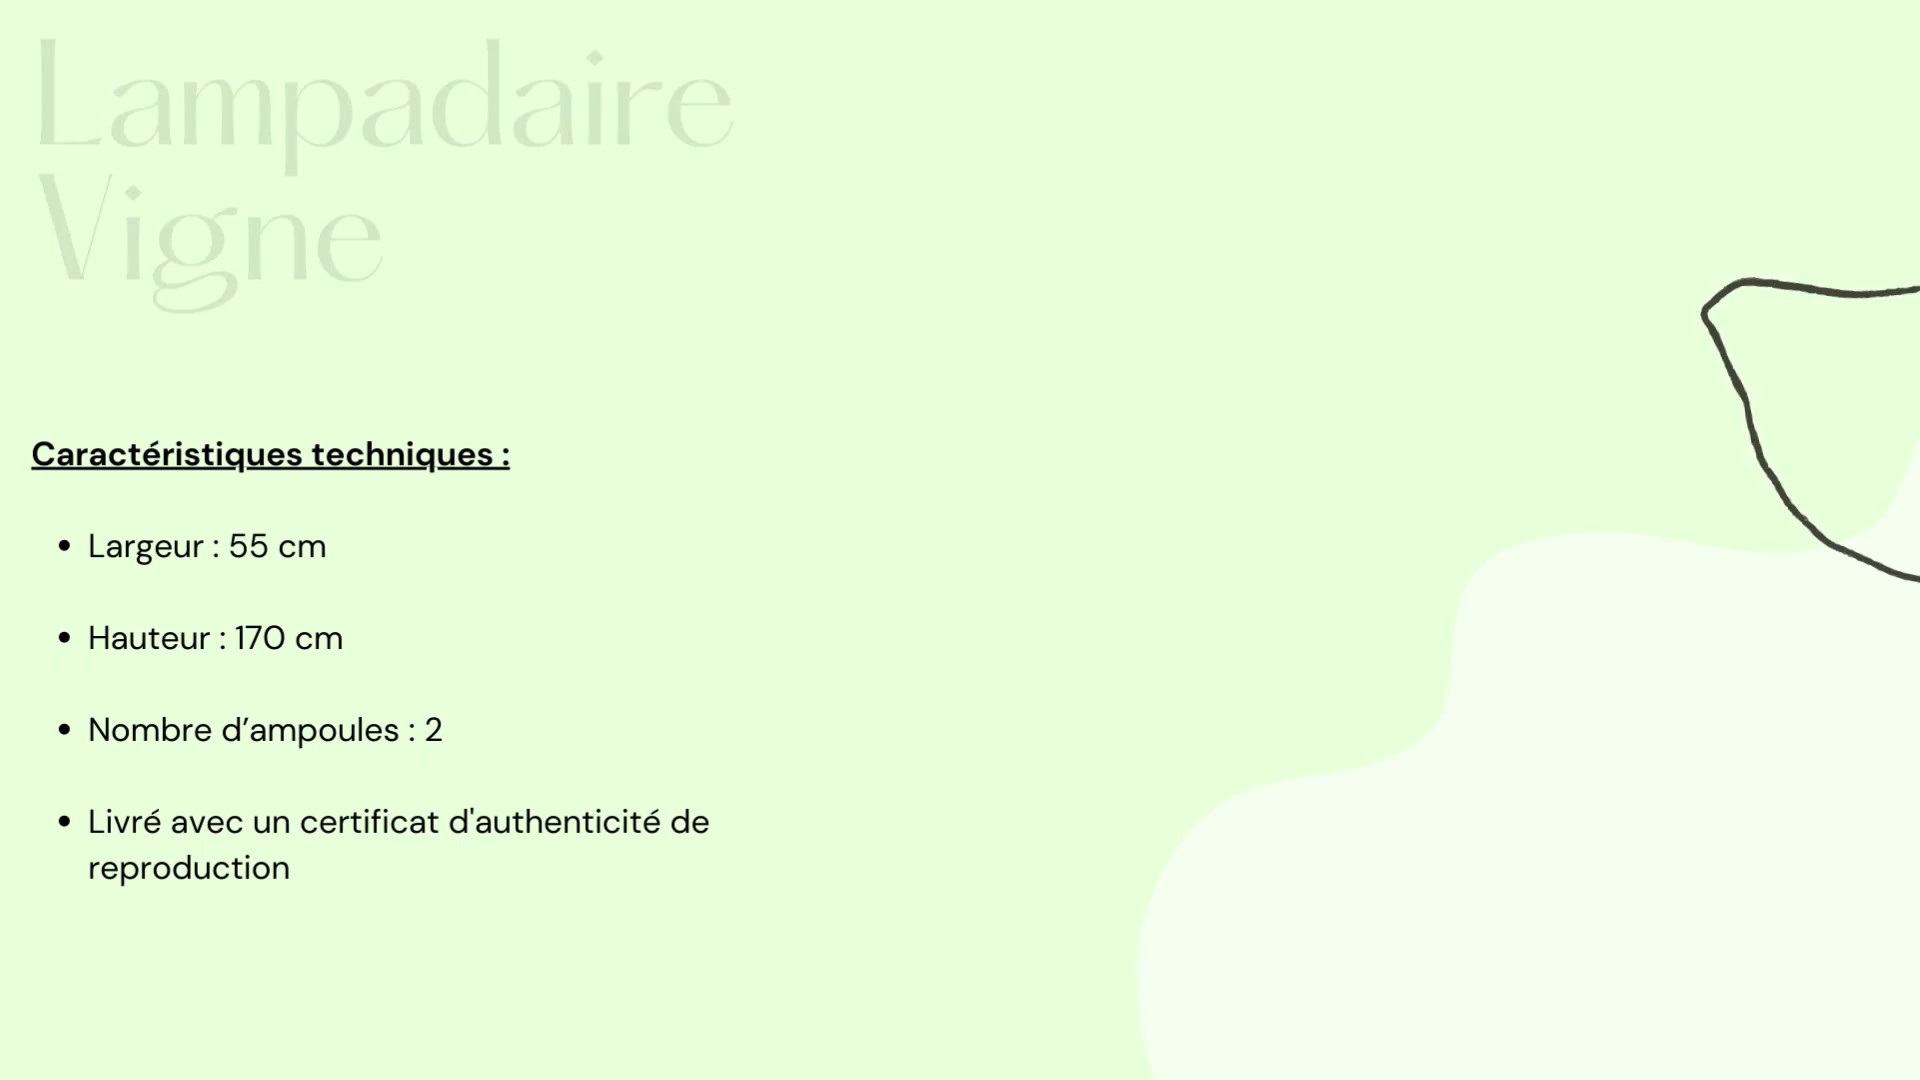 Lampadaire
Vigne
Caractéristiques techniques :
• Largeur : 55 cm
• Hauteur : 170 cm
• Nombre d’ampoules : 2
• Livré avec un certificat d'authenticité de
reproduction